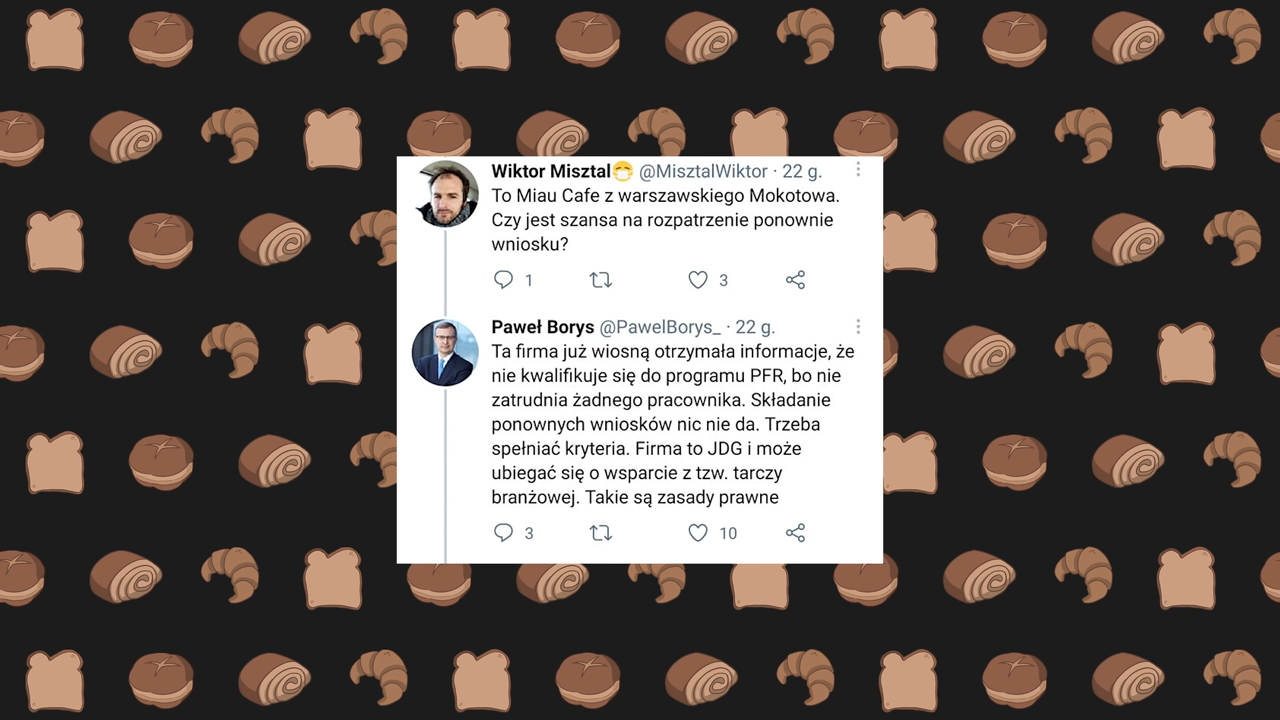 Wiktor Misztal😷 @MisztalWiktor · 22 g.
To Miau Cafe z warszawskiego Mokotowa.
Czy jest szansa na rozpatrzenie ponownie
wniosku?
1 3
Paweł Borys @PawelBorys_ · 22 g.
Ta firma już wiosną otrzymała informacje, że
nie kwalifikuje się do programu PFR, bo nie
zatrudnia żadnego pracownika. Składanie
ponownych wniosków nic nie da. Trzeba
spełniać kryteria. Firma to JDG i może
ubiegać się o wsparcie z tzw. tarczy
branżowej. Takie są zasady prawne
3 10